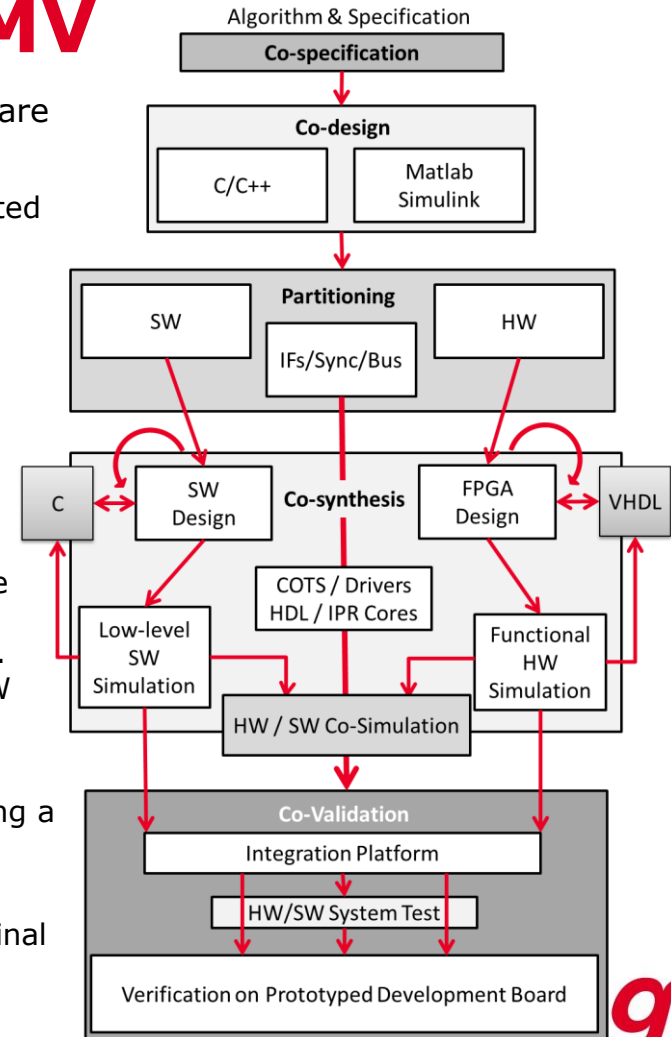 MV
Algorithm & Specification
Co-specification
are
Co-design
C/C++
Matlab
Simulink
ted
Partitioning
SW
IFs/Sync/Bus
HW
C
SW
Design
Co-synthesis
FPGA
Design
VHDL
e
COTS / Drivers
HDL / IPR Cores
Low-level
SW
Simulation
Functional
HW
Simulation
.
W
HW / SW Co-Simulation
ng a
Co-Validation
Integration Platform
HW/SW System Test
inal
Verification on Prototyped Development Board
g